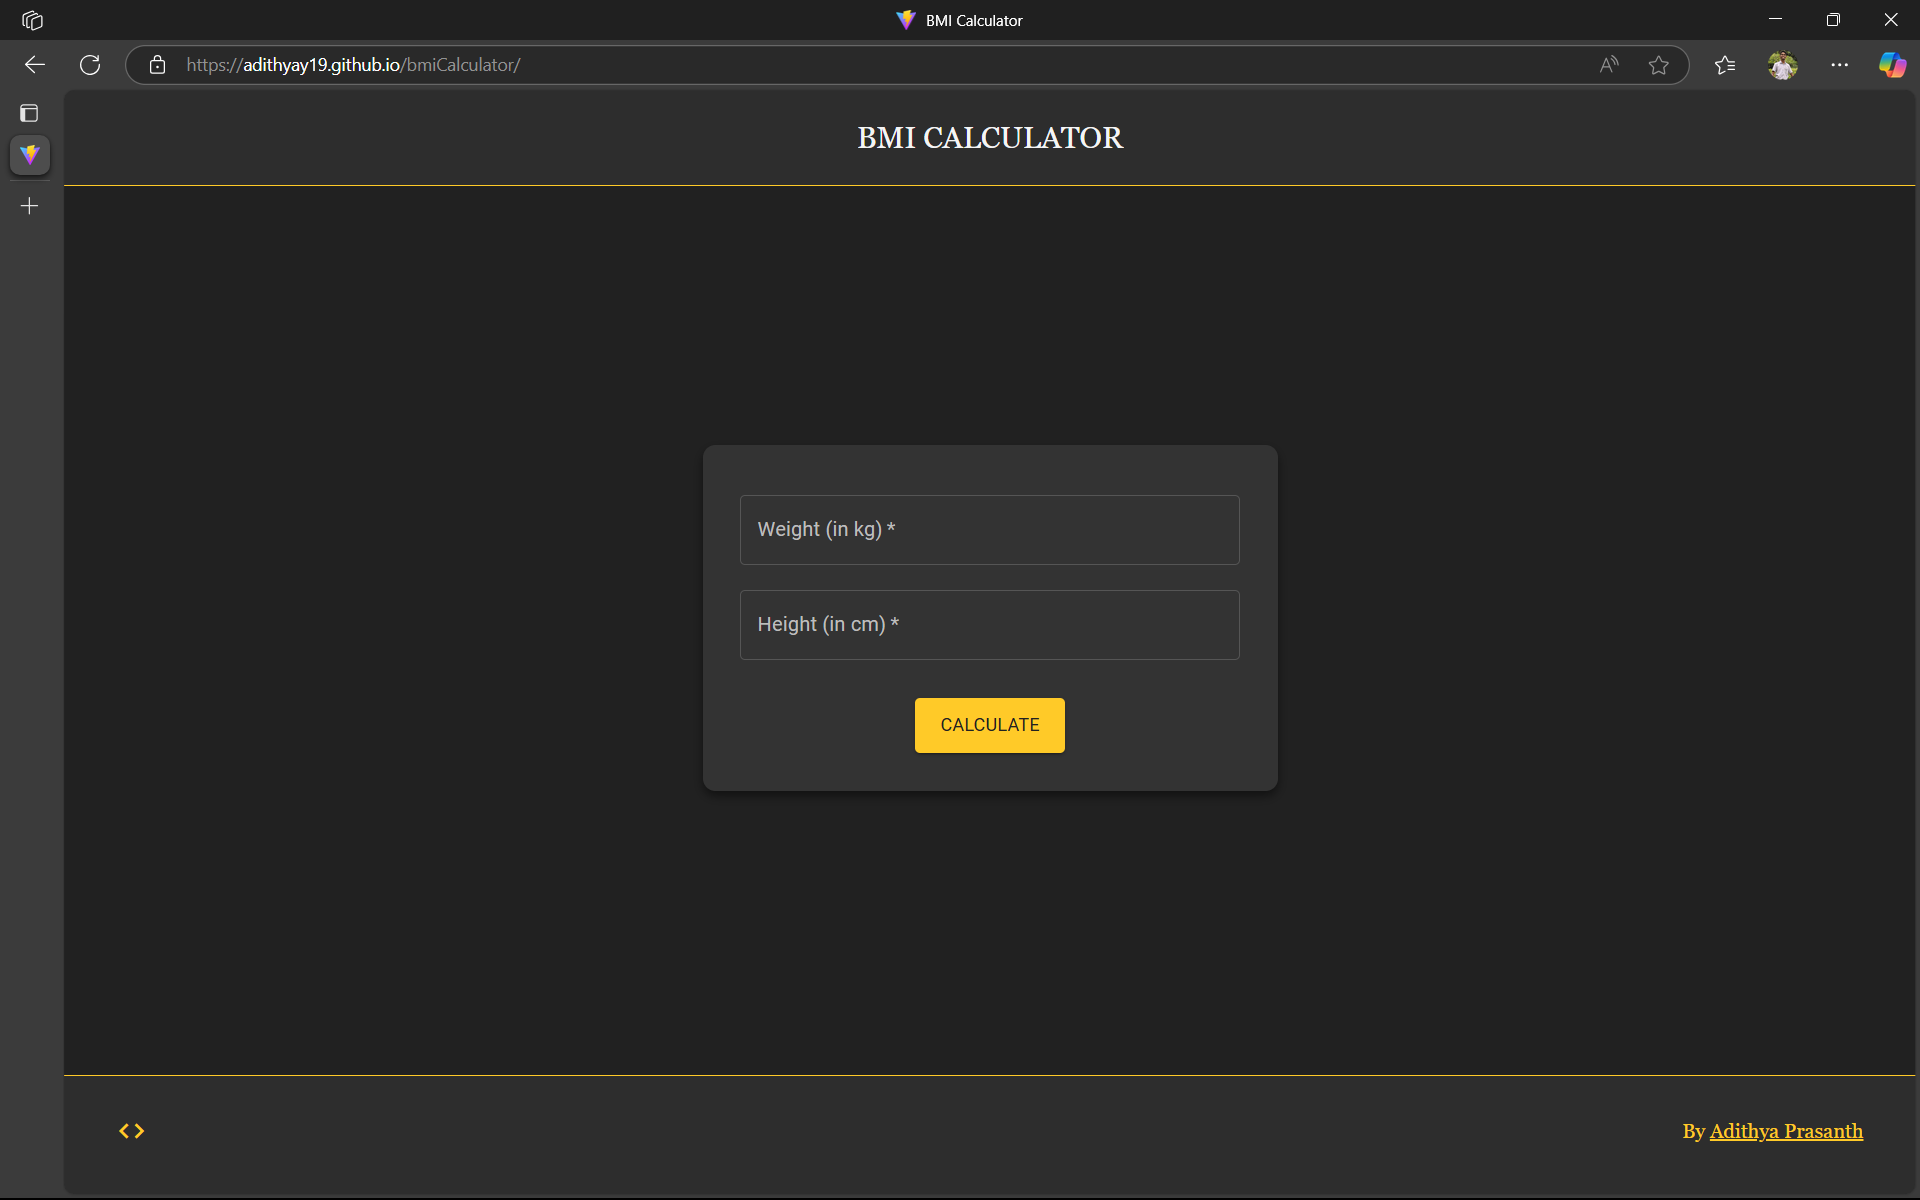 BMI Calculator
https://adithyay19.github.io/bmiCalculator/
BMI CALCULATOR
Weight (in kg) *
Height (in cm) *
CALCULATE
By Adithya Prasanth